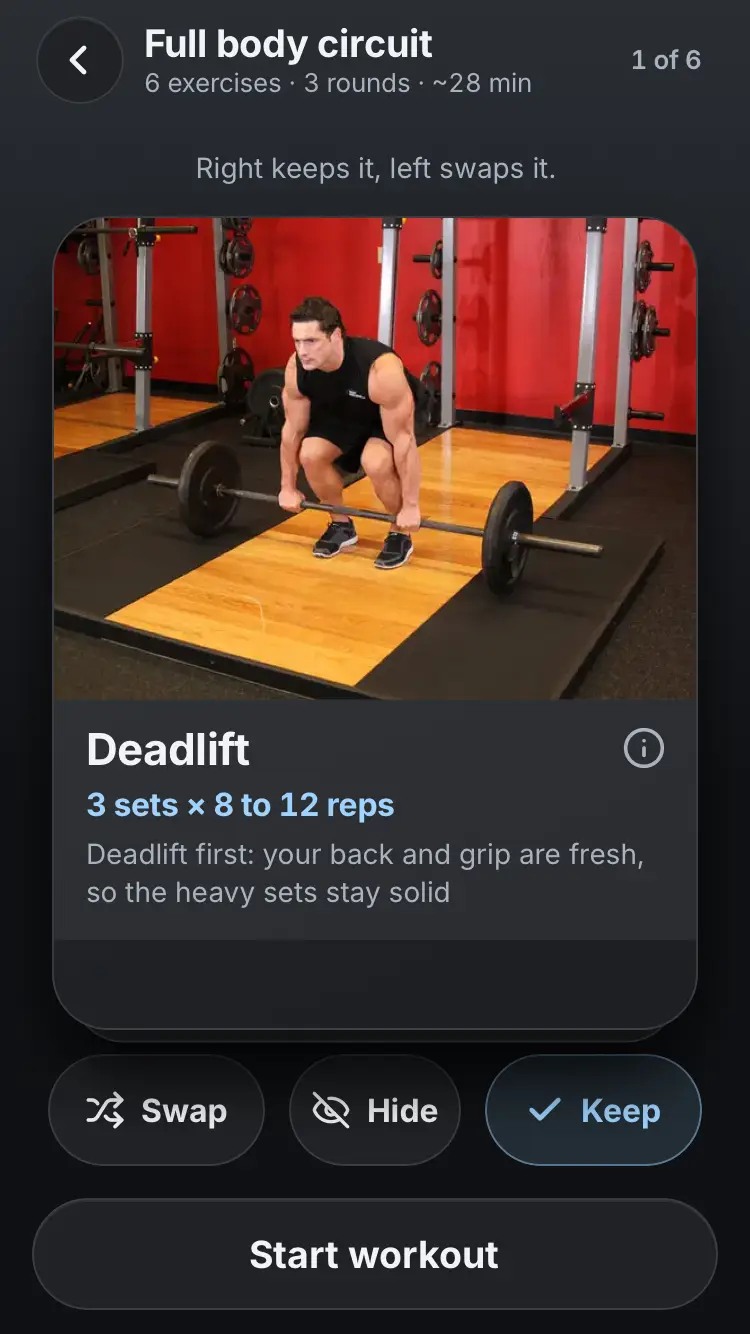 Full body circuit
6 exercises · 3 rounds · ~28 min
1 of 6
Right keeps it, left swaps it.
Deadlift
3 sets × 8 to 12 reps
Deadlift first: your back and grip are fresh,
so the heavy sets stay solid
Swap
Hide
Keep
Start workout